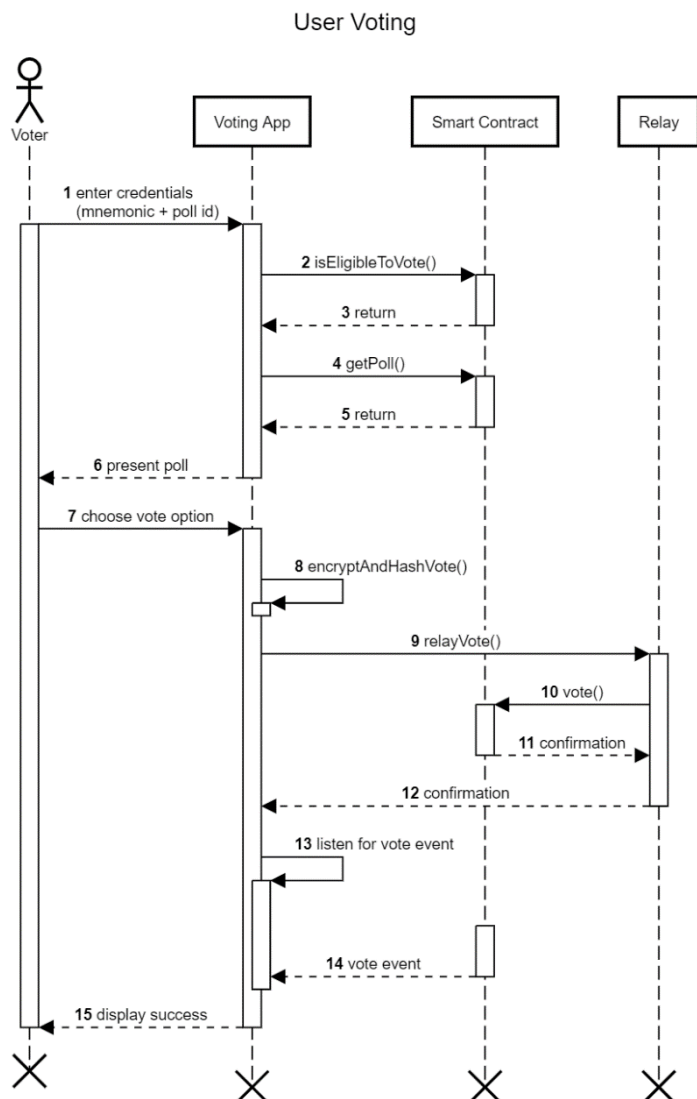 User Voting
Voter
Voting App
Smart Contract
Relay
1 enter credentials
(mnemonic + poll id)
2 isEligibleToVote()
3 return
4 getPoll()
5 return
6 present poll
7 choose vote option
8 encryptAndHashVote()
9 relayVote()
10 vote()
11 confirmation
12 confirmation
13 listen for vote event
14 vote event
15 display success